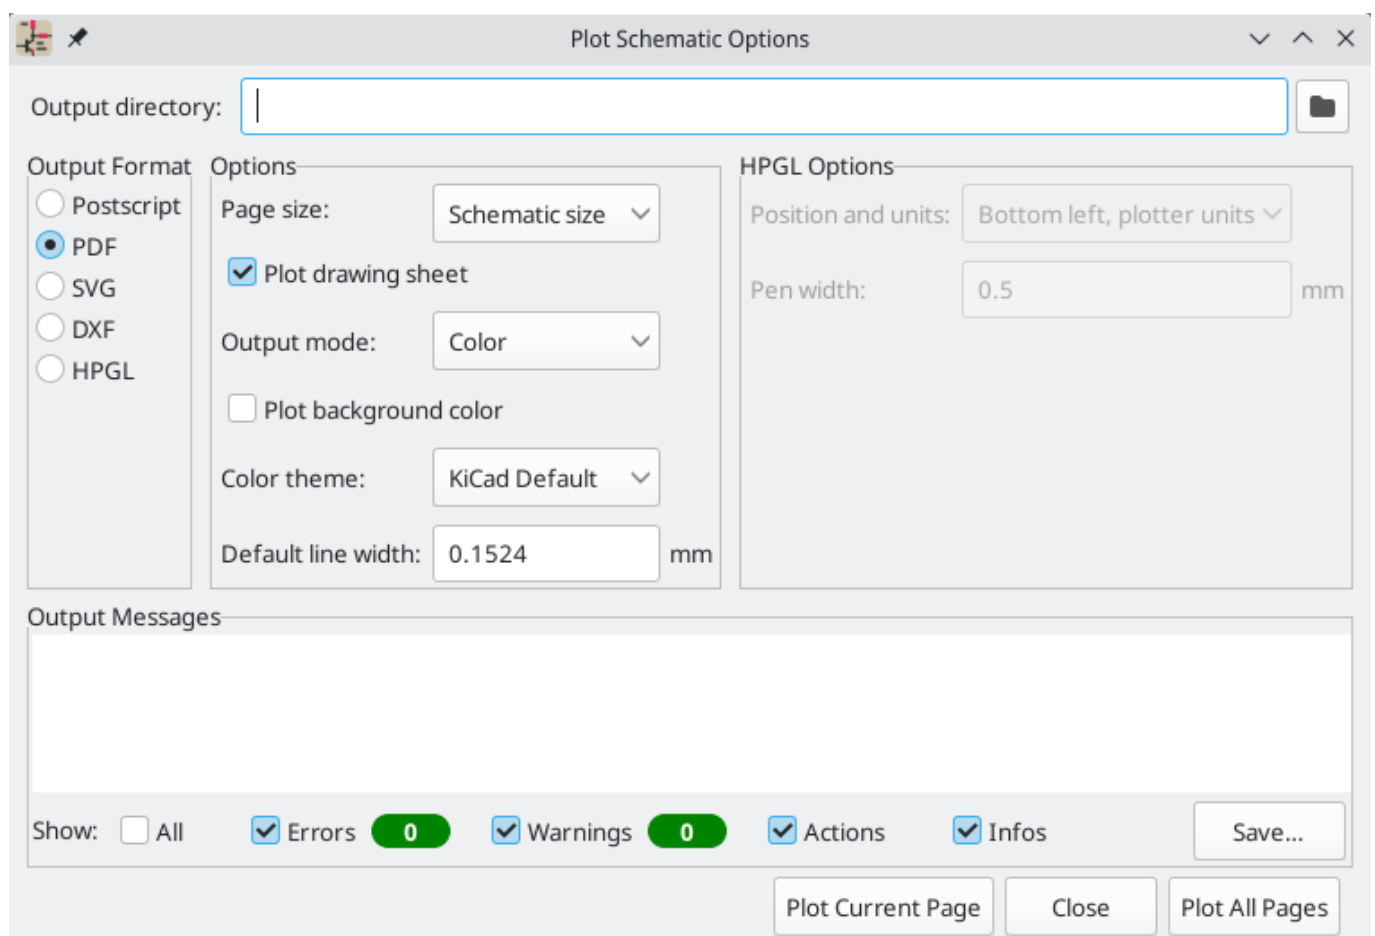 Plot Schematic Options
Output directory:
Output Format
Postscript
PDF
SVG
DXF
HPGL
Options
Page size: Schematic size
Plot drawing sheet
Output mode: Color
Plot background color
Color theme: KiCad Default
Default line width: 0.1524 mm
HPGL Options
Position and units: Bottom left, plotter units
Pen width: 0.5 mm
Output Messages
Show: All Errors 0 Warnings 0 Actions Infos Save...
Plot Current Page Close Plot All Pages